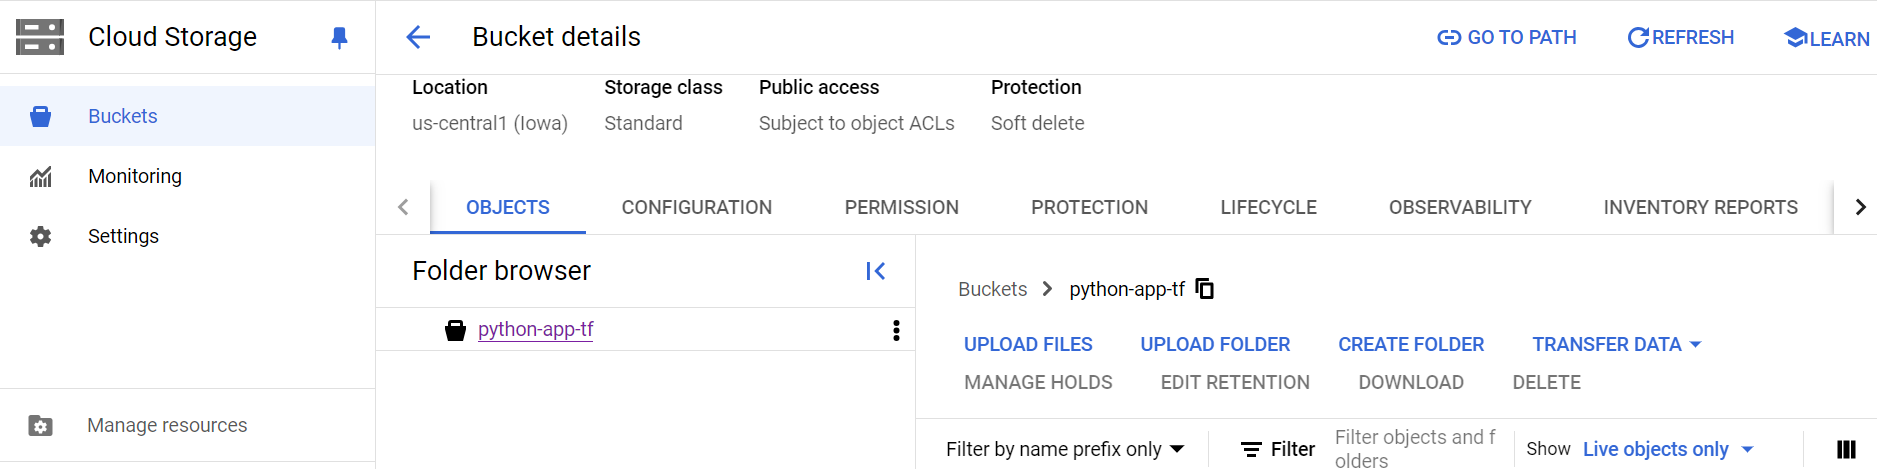 Cloud Storage
Bucket details
GO TO PATH
REFRESH
LEARN
Buckets
Monitoring
Settings
Manage resources
Location
Storage class
Public access
Protection
us-central1 (Iowa)
Standard
Subject to object ACLs
Soft delete
OBJECTS
CONFIGURATION
PERMISSION
PROTECTION
LIFECYCLE
OBSERVABILITY
INVENTORY REPORTS
Folder browser
python-app-tf
Buckets
python-app-tf
UPLOAD FILES
UPLOAD FOLDER
CREATE FOLDER
TRANSFER DATA
MANAGE HOLDS
EDIT RETENTION
DOWNLOAD
DELETE
Filter by name prefix only
Filter
Filter objects and f
olders
Show
Live objects only